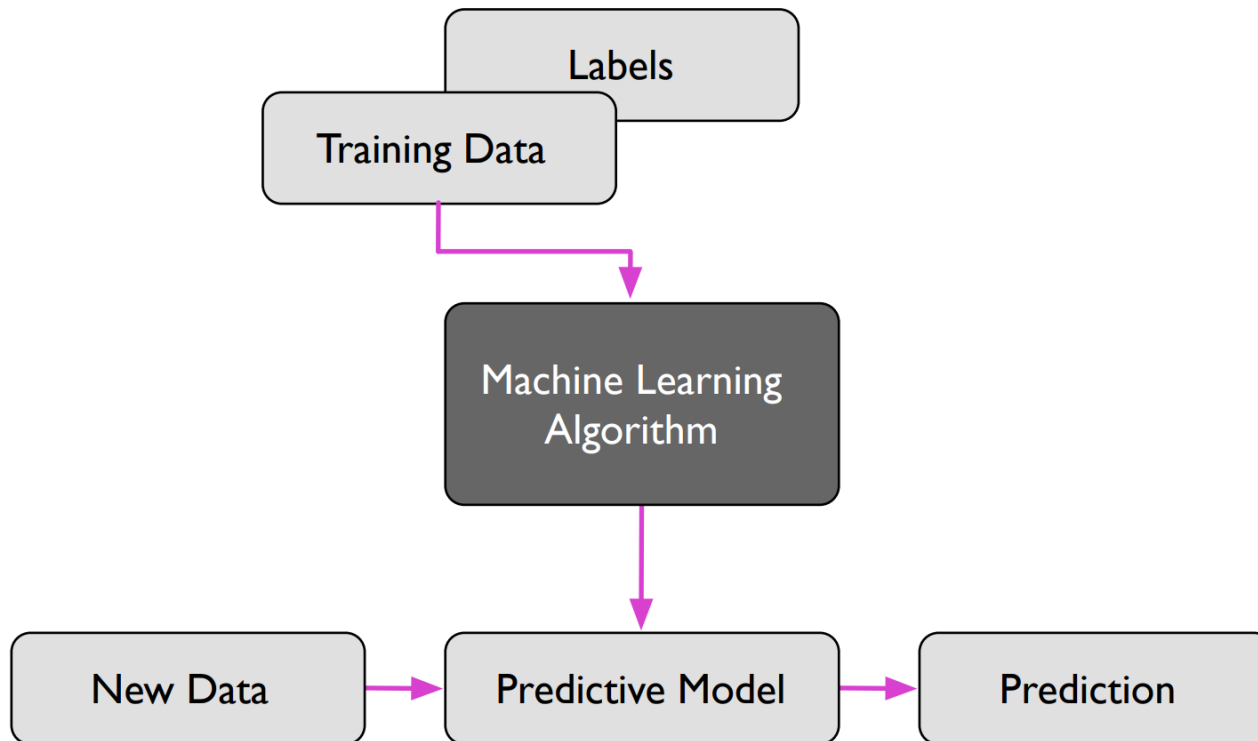 Labels
Training Data
Machine Learning
Algorithm
New Data
Predictive Model
Prediction